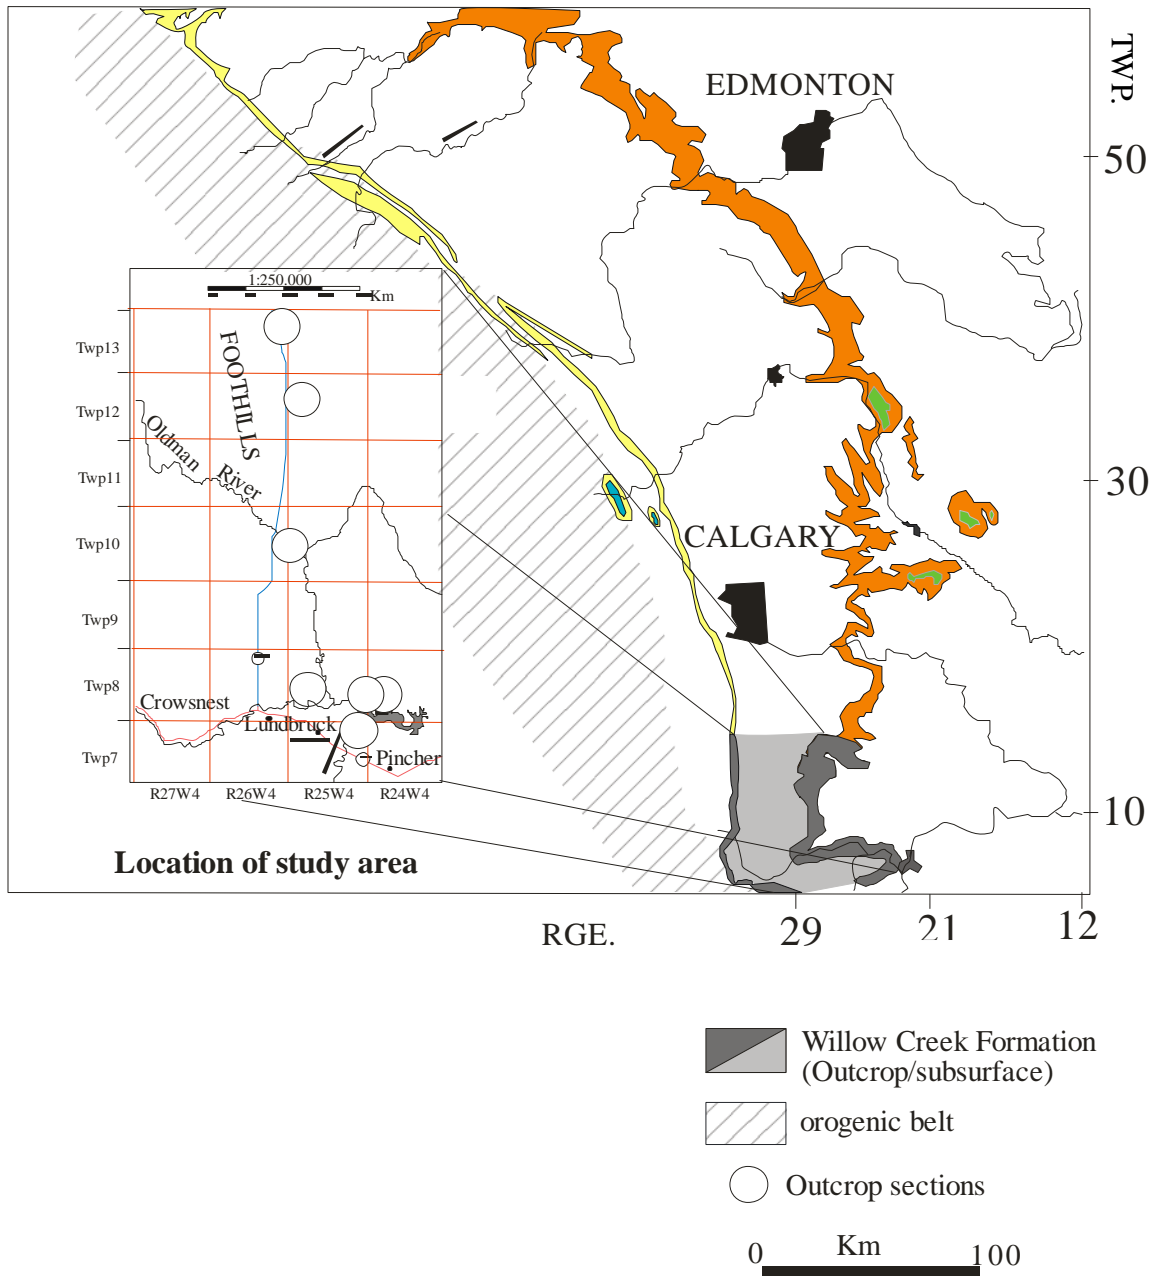 TWP.
EDMONTON
50
1:250.000
Km
FOOTHILLS
Twp13
Twp12
Oldman
River
Twp11
30
CALGARY
Twp10
Twp9
Twp8
Crowsnest
Lundbruck
Twp7
Pincher
R27W4 R26W4 R25W4 R24W4
10
Location of study area
RGE.
29 21 12
Willow Creek Formation
(Outcrop/subsurface)
orogenic belt
Outcrop sections
0 Km 100